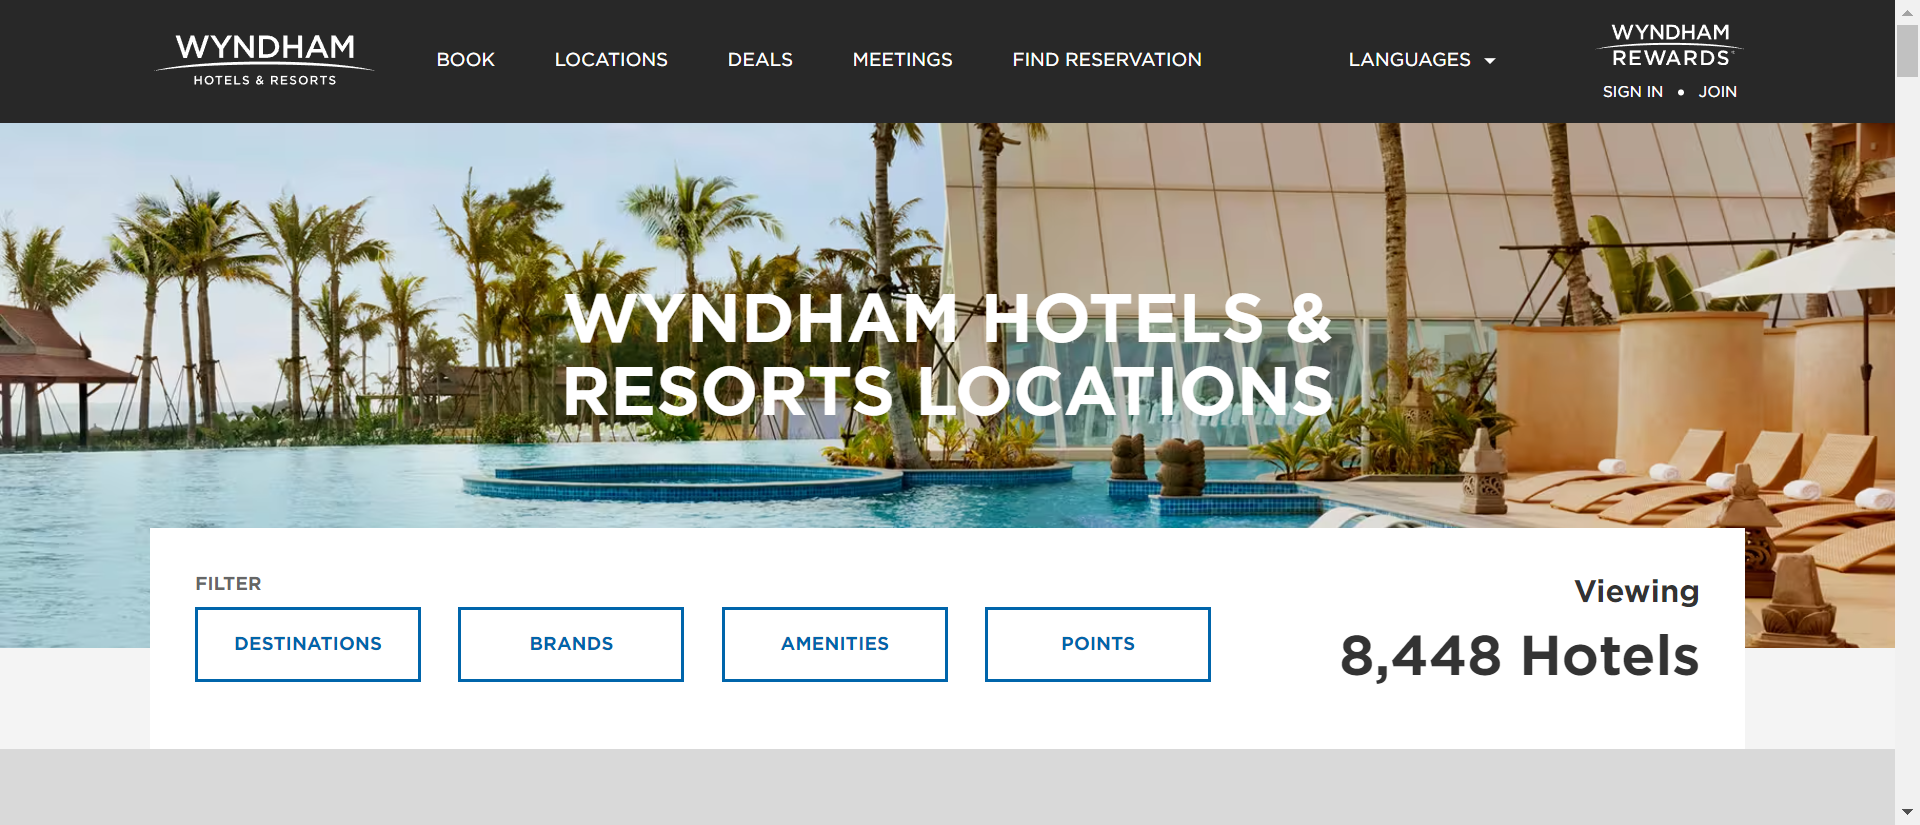 WYNDHAM
HOTELS & RESORTS
BOOK
LOCATIONS
DEALS
MEETINGS
FIND RESERVATION
LANGUAGES
WYNDHAM
REWARDS
SIGN IN • JOIN
WYNDHAM HOTELS &
RESORTS LOCATIONS
FILTER
DESTINATIONS
BRANDS
AMENITIES
POINTS
Viewing
8,448 Hotels